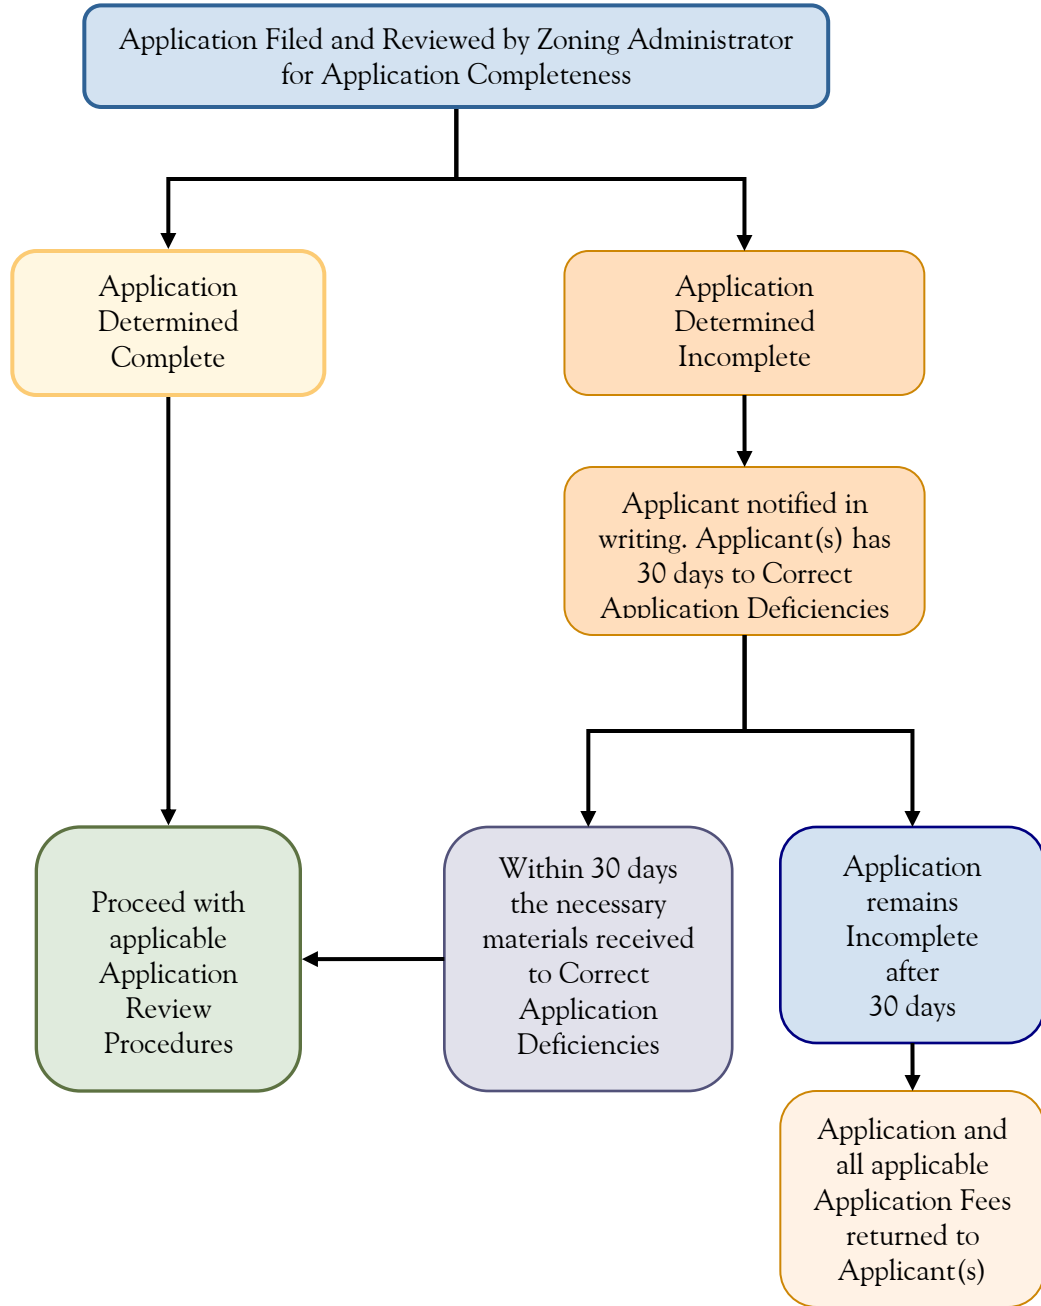 Application Filed and Reviewed by Zoning Administrator
for Application Completeness
Application
Determined
Complete
Application
Determined
Incomplete
Applicant notified in
writing. Applicant(s) has
30 days to Correct
Application Deficiencies
Proceed with
applicable
Application
Review
Procedures
Within 30 days
the necessary
materials received
to Correct
Application
Deficiencies
Application
remains
Incomplete
after
30 days
Application and
all applicable
Application Fees
returned to
Applicant(s)